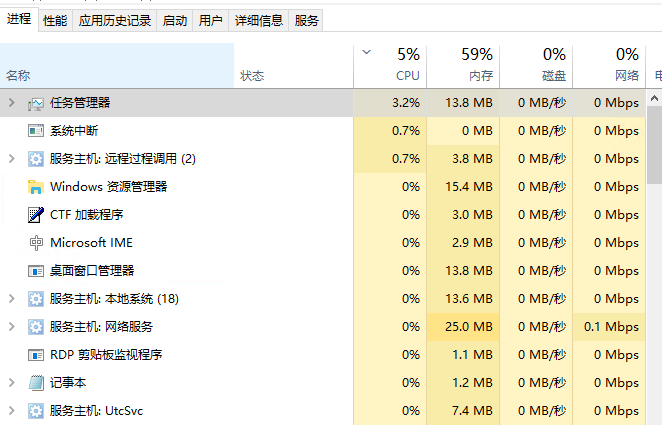 进程 性能 应用历史记录 启动 用户 详细信息 服务
5% 59% 0% 0%
名称 状态 CPU 内存 磁盘 网络
任务管理器 3.2% 13.8 MB 0 MB/秒 0 Mbps
系统中断 0.7% 0 MB 0 MB/秒 0 Mbps
服务主机: 远程过程调用 (2) 0.7% 3.8 MB 0 MB/秒 0 Mbps
Windows 资源管理器 0% 15.4 MB 0 MB/秒 0 Mbps
CTF 加载程序 0% 3.0 MB 0 MB/秒 0 Mbps
Microsoft IME 0% 2.9 MB 0 MB/秒 0 Mbps
桌面窗口管理器 0% 13.8 MB 0 MB/秒 0 Mbps
服务主机: 本地系统 (18) 0% 13.6 MB 0 MB/秒 0 Mbps
服务主机: 网络服务 0% 25.0 MB 0 MB/秒 0.1 Mbps
RDP 剪贴板监视程序 0% 1.1 MB 0 MB/秒 0 Mbps
记事本 0% 1.2 MB 0 MB/秒 0 Mbps
服务主机: UtcSvc 0% 7.4 MB 0 MB/秒 0 Mbps